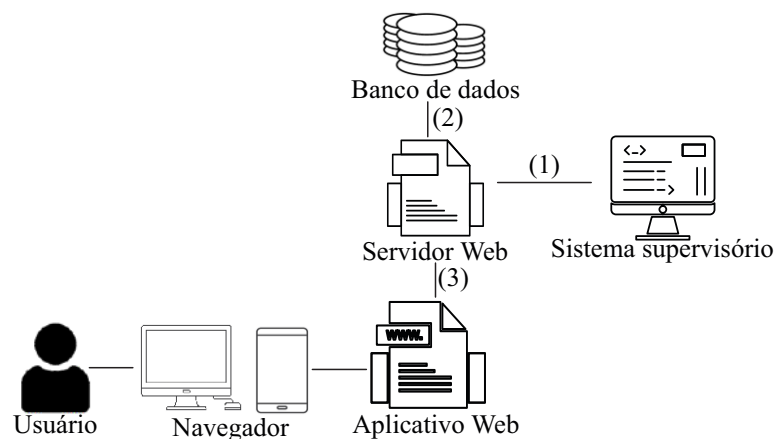 Banco de dados
(2)
<_>
>
(1)
Servidor Web
Sistema supervisório
(3)
www.
Usuário
Navegador
Aplicativo Web